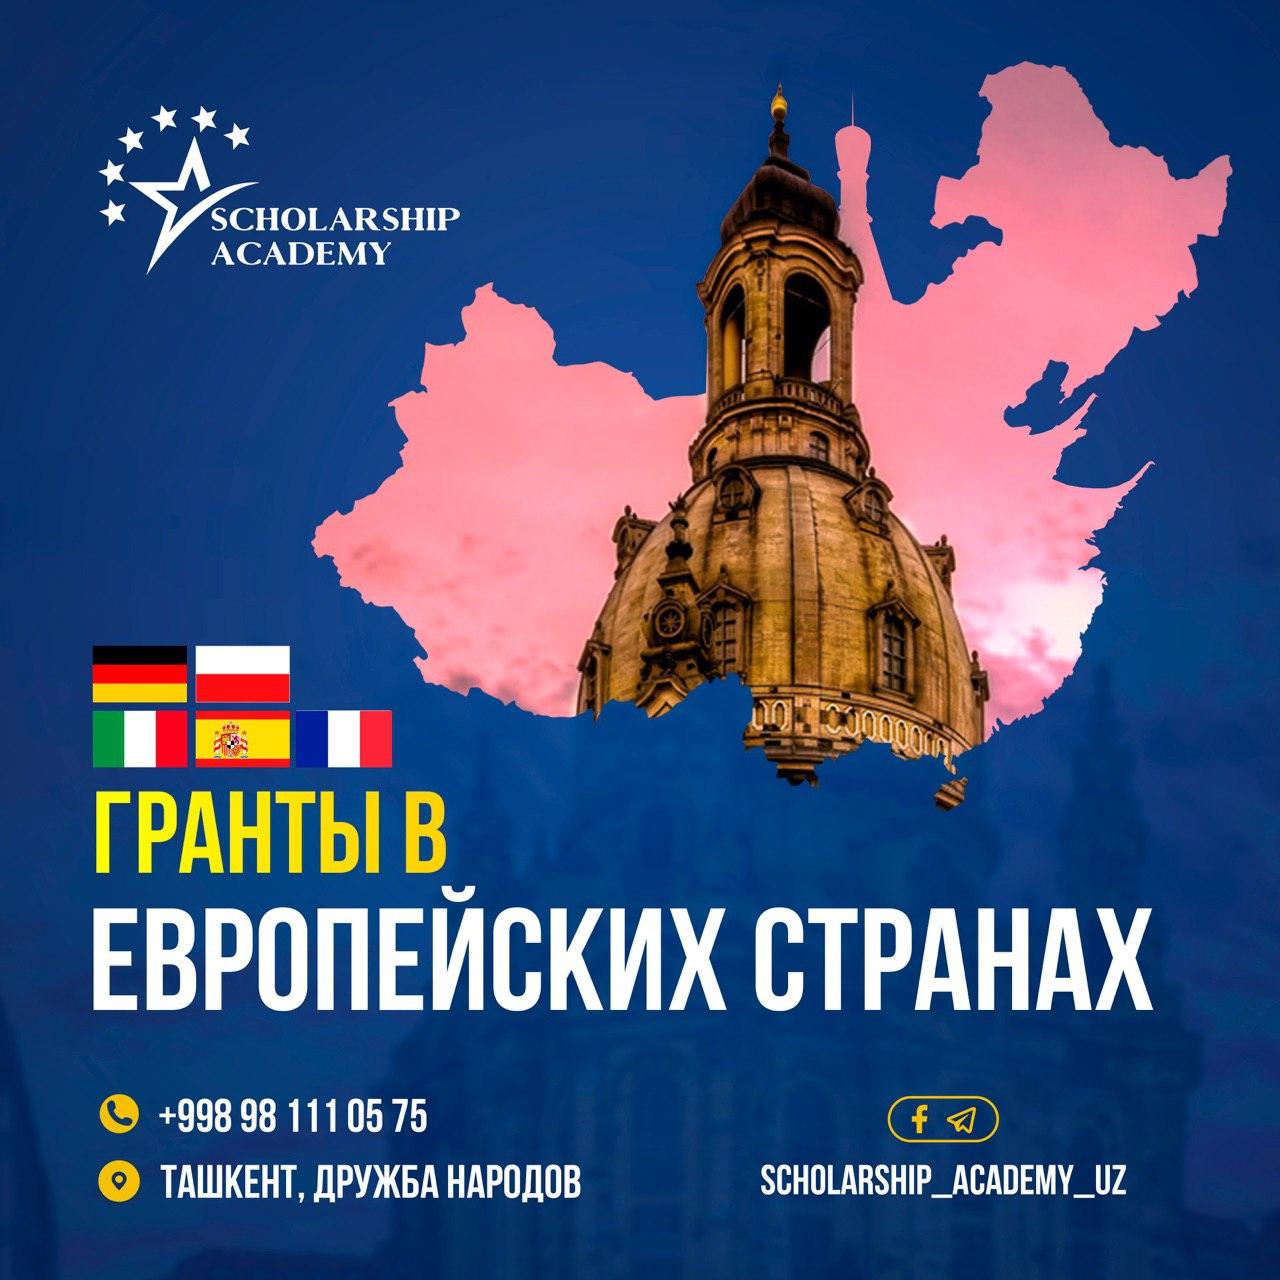 SCHOLARSHIP
ACADEMY
ГРАНТЫ В
ЕВРОПЕЙСКИХ СТРАНАХ
+998 98 111 05 75
ТАШКЕНТ, ДРУЖБА НАРОДОВ
SCHOLARSHIP_ACADEMY_UZ